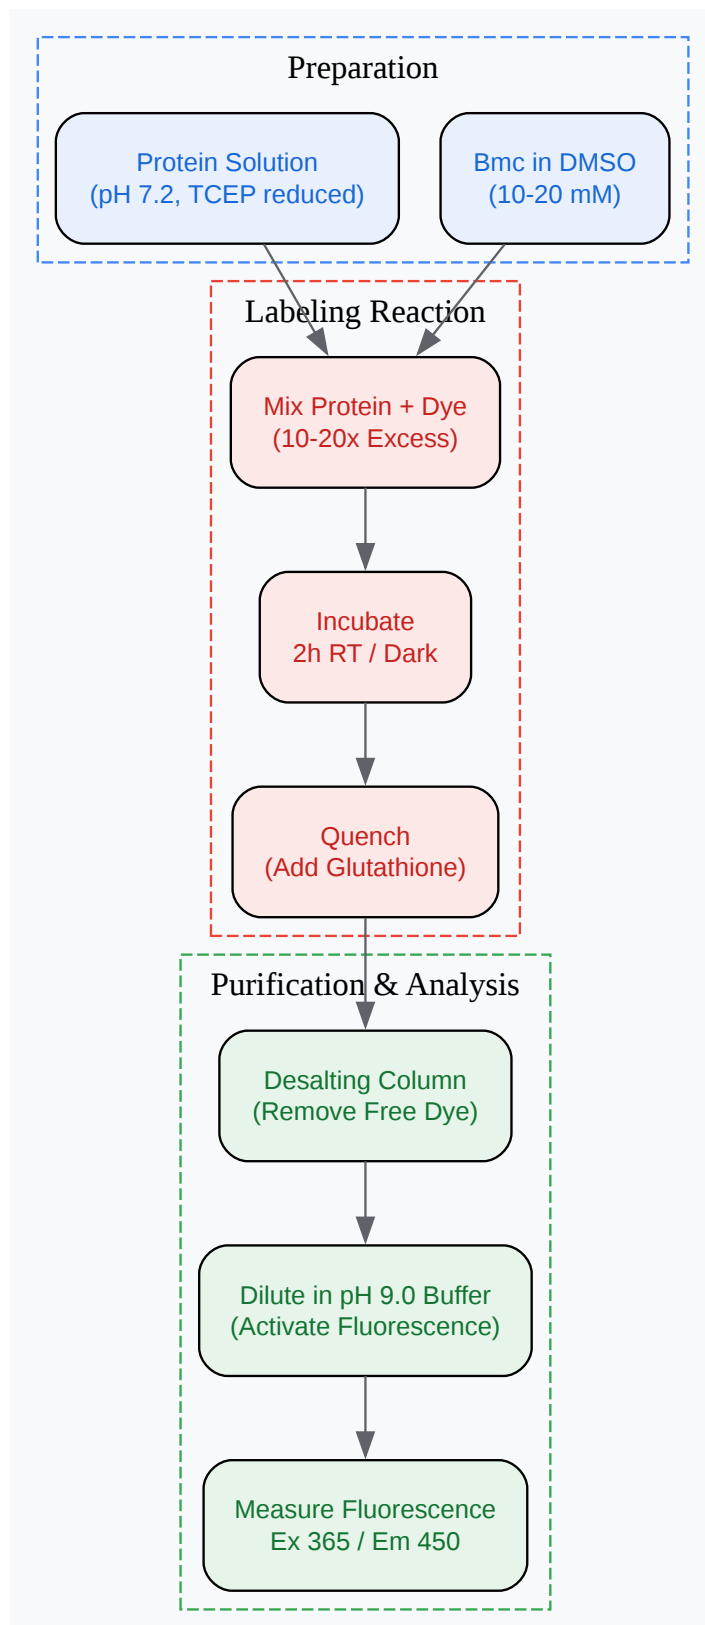 Preparation
Protein Solution
(pH 7.2, TCEP reduced)
Bmc in DMSO
(10-20 mM)
Labeling Reaction
Mix Protein + Dye
(10-20x Excess)
Incubate
2h RT / Dark
Quench
(Add Glutathione)
Purification & Analysis
Desalting Column
(Remove Free Dye)
Dilute in pH 9.0 Buffer
(Activate Fluorescence)
Measure Fluorescence
Ex 365 / Em 450